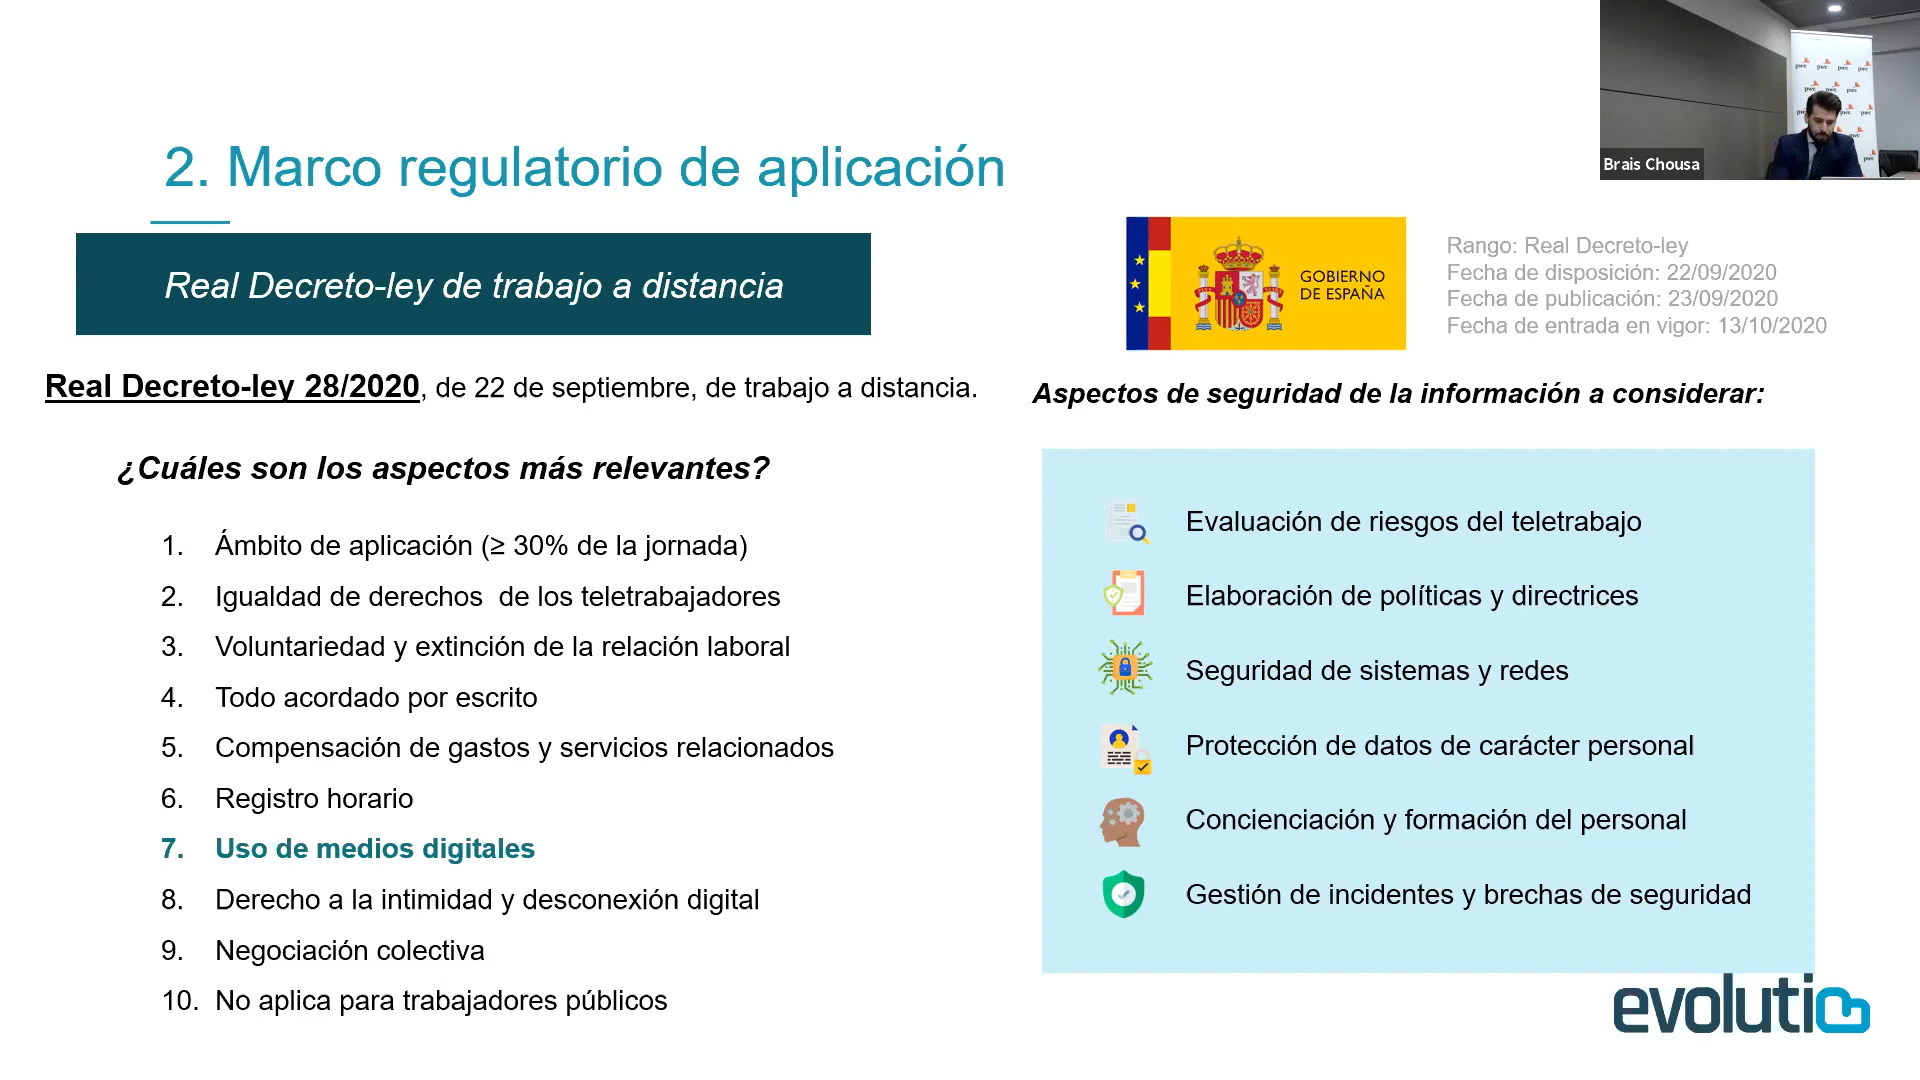 2. Marco regulatorio de aplicación
Real Decreto-ley de trabajo a distancia
GOBIERNO
DE ESPAÑA
Rango: Real Decreto-ley
Fecha de disposición: 22/09/2020
Fecha de publicación: 23/09/2020
Fecha de entrada en vigor: 13/10/2020
Brais Chousa
pwc pwc pwc pwc
pwc pwc pwc
Real Decreto-ley 28/2020, de 22 de septiembre, de trabajo a distancia.
¿Cuáles son los aspectos más relevantes?
1. Ámbito de aplicación (≥ 30% de la jornada)
2. Igualdad de derechos  de los teletrabajadores
3. Voluntariedad y extinción de la relación laboral
4. Todo acordado por escrito
5. Compensación de gastos y servicios relacionados
6. Registro horario
7. Uso de medios digitales
8. Derecho a la intimidad y desconexión digital
9. Negociación colectiva
10. No aplica para trabajadores públicos
Aspectos de seguridad de la información a considerar:
Evaluación de riesgos del teletrabajo
Elaboración de políticas y directrices
Seguridad de sistemas y redes
Protección de datos de carácter personal
Concienciación y formación del personal
Gestión de incidentes y brechas de seguridad
evolutio